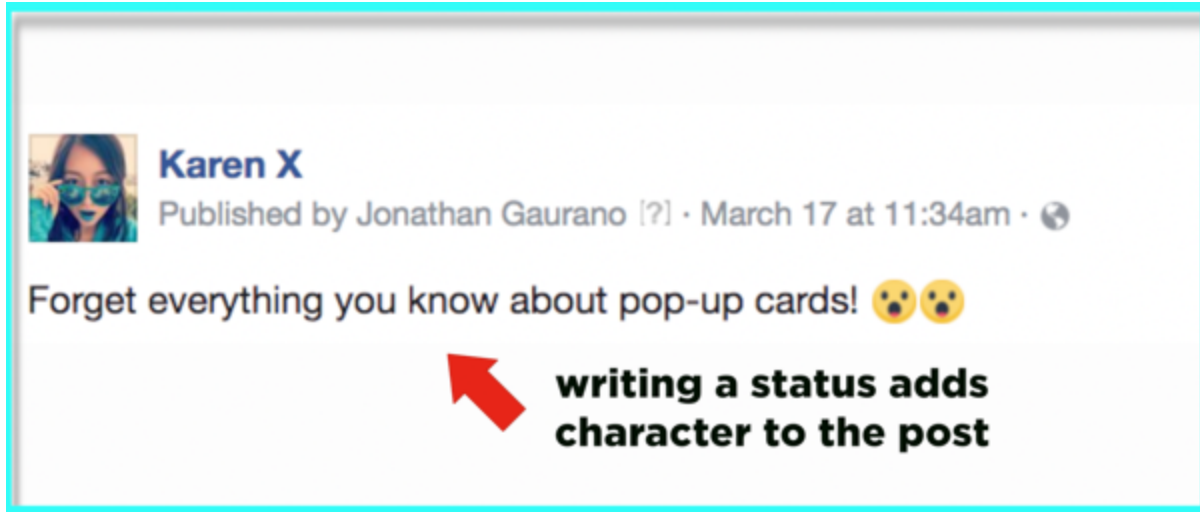 Karen X
Published by Jonathan Gaurano [?] · March 17 at 11:34am ·
Forget everything you know about pop-up cards! 😮😮
writing a status adds
character to the post